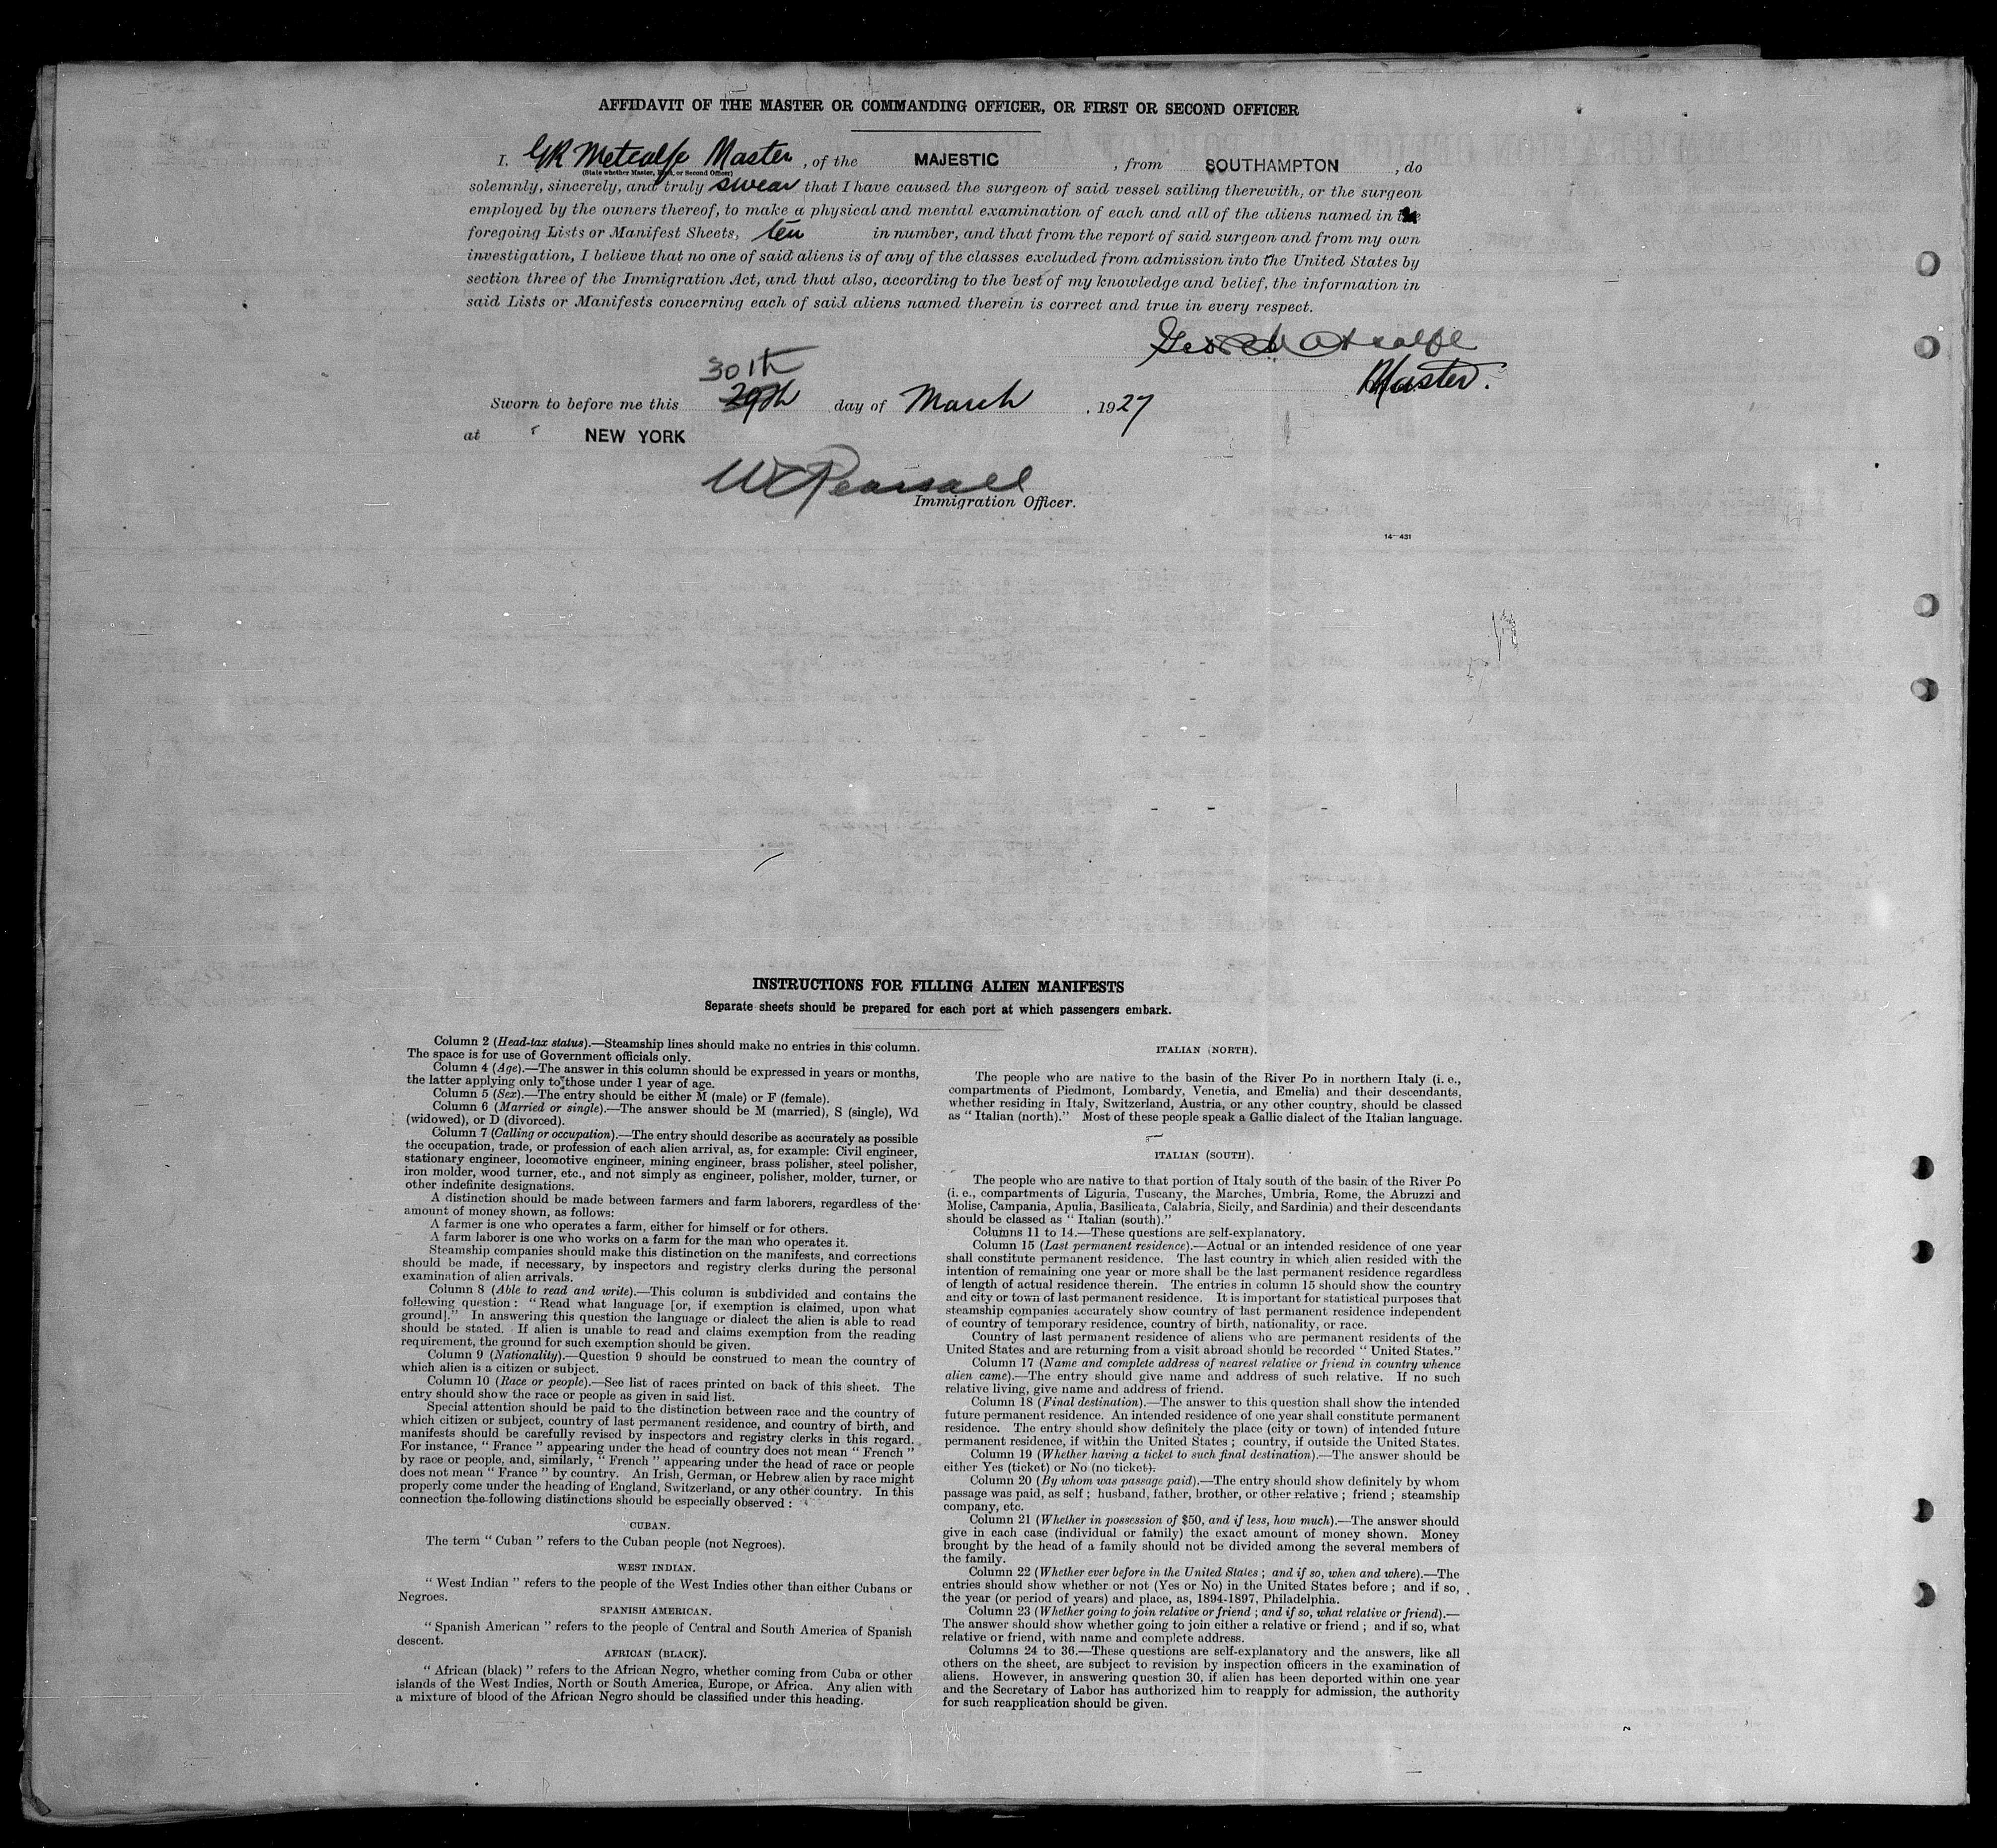 AFFIDAVIT OF THE MASTER OR COMMANDING OFFICER, OR FIRST OR SECOND OFFICER
I, GR Metcalfe Master, of the MAJESTIC, from SOUTHAMPTON, do
(State whether Master, First, or Second Officer)
solemnly, sincerely, and truly swear that I have caused the surgeon of said vessel sailing therewith, or the surgeon
employed by the owners thereof, to make a physical and mental examination of each and all of the aliens named in the
foregoing Lists or Manifest Sheets, ten in number, and that from the report of said surgeon and from my own
investigation, I believe that no one of said aliens is of any of the classes excluded from admission into the United States by
section three of the Immigration Act, and that also, according to the best of my knowledge and belief, the information in
said Lists or Manifests concerning each of said aliens named therein is correct and true in every respect.
Geo R Metcalfe
Master.
30th
Sworn to before me this 29th day of March, 1927
at NEW YORK
W Pearsall
Immigration Officer.
14—431
INSTRUCTIONS FOR FILLING ALIEN MANIFESTS
Separate sheets should be prepared for each port at which passengers embark.
Column 2 (Head-tax status).—Steamship lines should make no entries in this column.
The space is for use of Government officials only.
Column 4 (Age).—The answer in this column should be expressed in years or months,
the latter applying only to those under 1 year of age.
Column 5 (Sex).—The entry should be either M (male) or F (female).
Column 6 (Married or single).—The answer should be M (married), S (single), Wd
(widowed), or D (divorced).
Column 7 (Calling or occupation).—The entry should describe as accurately as possible
the occupation, trade, or profession of each alien arrival, as, for example: Civil engineer,
stationary engineer, locomotive engineer, mining engineer, brass polisher, steel polisher,
iron molder, wood turner, etc., and not simply as engineer, polisher, molder, turner, or
other indefinite designations.
A distinction should be made between farmers and farm laborers, regardless of the
amount of money shown, as follows:
A farmer is one who operates a farm, either for himself or for others.
A farm laborer is one who works on a farm for the man who operates it.
Steamship companies should make this distinction on the manifests, and corrections
should be made, if necessary, by inspectors and registry clerks during the personal
examination of alien arrivals.
Column 8 (Able to read and write).—This column is subdivided and contains the
following question: "Read what language [or, if exemption is claimed, upon what
ground]." In answering this question the language or dialect the alien is able to read
should be stated. If alien is unable to read and claims exemption from the reading
requirement, the ground for such exemption should be given.
Column 9 (Nationality).—Question 9 should be construed to mean the country of
which alien is a citizen or subject.
Column 10 (Race or people).—See list of races printed on back of this sheet. The
entry should show the race or people as given in said list.
Special attention should be paid to the distinction between race and the country of
which citizen or subject, country of last permanent residence, and country of birth, and
manifests should be carefully revised by inspectors and registry clerks in this regard.
For instance, "France" appearing under the head of country does not mean "French"
by race or people, and, similarly, "French" appearing under the head of race or people
does not mean "France" by country. An Irish, German, or Hebrew alien by race might
properly come under the heading of England, Switzerland, or any other country. In this
connection the following distinctions should be especially observed:
CUBAN.
The term "Cuban" refers to the Cuban people (not Negroes).
WEST INDIAN.
"West Indian" refers to the people of the West Indies other than either Cubans or
Negroes.
SPANISH AMERICAN.
"Spanish American" refers to the people of Central and South America of Spanish
descent.
AFRICAN (BLACK).
"African (black)" refers to the African Negro, whether coming from Cuba or other
islands of the West Indies, North or South America, Europe, or Africa. Any alien with
a mixture of blood of the African Negro should be classified under this heading.
ITALIAN (NORTH).
The people who are native to the basin of the River Po in northern Italy (i. e.,
compartments of Piedmont, Lombardy, Venetia, and Emelia) and their descendants,
whether residing in Italy, Switzerland, Austria, or any other country, should be classed
as "Italian (north)." Most of these people speak a Gallic dialect of the Italian language.
ITALIAN (SOUTH).
The people who are native to that portion of Italy south of the basin of the River Po
(i. e., compartments of Liguria, Tuscany, the Marches, Umbria, Rome, the Abruzzi and
Molise, Campania, Apulia, Basilicata, Calabria, Sicily, and Sardinia) and their descendants
should be classed as "Italian (south)."
Columns 11 to 14.—These questions are self-explanatory.
Column 15 (Last permanent residence).—Actual or an intended residence of one year
shall constitute permanent residence. The last country in which alien resided with the
intention of remaining one year or more shall be the last permanent residence regardless
of length of actual residence therein. The entries in column 15 should show the country
and city or town of last permanent residence. It is important for statistical purposes that
steamship companies accurately show country of last permanent residence independent
of country of temporary residence, country of birth, nationality, or race.
Country of last permanent residence of aliens who are permanent residents of the
United States and are returning from a visit abroad should be recorded "United States."
Column 17 (Name and complete address of nearest relative or friend in country whence
alien came).—The entry should give name and address of such relative. If no such
relative living, give name and address of friend.
Column 18 (Final destination).—The answer to this question shall show the intended
future permanent residence. An intended residence of one year shall constitute permanent
residence. The entry should show definitely the place (city or town) of intended future
permanent residence, if within the United States; country, if outside the United States.
Column 19 (Whether having a ticket to such final destination).—The answer should be
either Yes (ticket) or No (no ticket).
Column 20 (By whom was passage paid).—The entry should show definitely by whom
passage was paid, as self; husband, father, brother, or other relative; friend; steamship
company, etc.
Column 21 (Whether in possession of $50, and if less, how much).—The answer should
give in each case (individual or family) the exact amount of money shown. Money
brought by the head of a family should not be divided among the several members of
the family.
Column 22 (Whether ever before in the United States; and if so, when and where).—The
entries should show whether or not (Yes or No) in the United States before; and if so,
the year (or period of years) and place, as, 1894-1897, Philadelphia.
Column 23 (Whether going to join relative or friend; and if so, what relative or friend).—
The answer should show whether going to join either a relative or friend; and if so, what
relative or friend, with name and complete address.
Columns 24 to 36.—These questions are self-explanatory and the answers, like all
others on the sheet, are subject to revision by inspection officers in the examination of
aliens. However, in answering question 30, if alien has been deported within one year
and the Secretary of Labor has authorized him to reapply for admission, the authority
for such reapplication should be given.